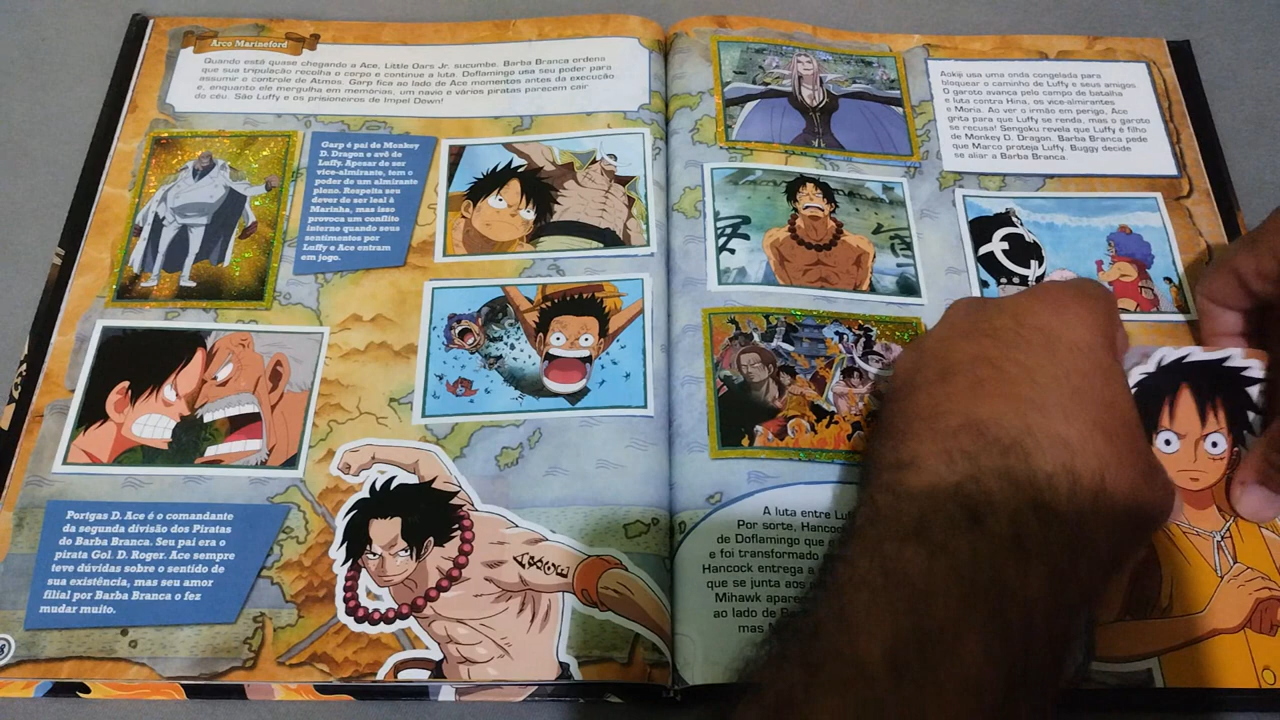 Arco Marineford
Quando está quase chegando a Ace, Little Oars Jr. sucumbe. Barba Branca ordena
que sua tripulação recolha o corpo e continue a luta. Doflamingo usa seu poder para
assumir o controle de Atmos. Garp fica ao lado de Ace momentos antes da execução
e, enquanto ele mergulha em memórias, um navio e vários piratas parecem cair
do céu. São Luffy e os prisioneiros de Impel Down!
Garp é pai de Monkey
D. Dragon e avô de
Luffy. Apesar de ser
vice-almirante, tem o
poder de um almirante
pleno. Respeita seu
dever de ser leal à
Marinha, mas isso
provoca um conflito
interno quando seus
sentimentos por
Luffy e Ace entram
em jogo.
Portgas D. Ace é o comandante
da segunda divisão dos Piratas
de Barba Branca. Seu pai era o
pirata Gol. D. Roger. Ace sempre
teve dúvidas sobre o sentido de
sua existência, mas seu amor
filial por Barba Branca o fez
mudar muito.
ASCE
Aokiji usa uma onda congelada para
bloquear o caminho de Luffy e seus amigos.
O garoto avança pelo campo de batalha
e luta contra Hina, os vice-almirantes
e Moria. Ao ver o irmão em perigo, Ace
grita para que Luffy se renda, mas o garoto
se recusa! Sengoku revela que Luffy é filho
de Monkey D. Dragon. Barba Branca pede
que Marco proteja Luffy. Buggy decide
se aliar a Barba Branca.
A luta entre
Por sorte, Hancock
de Doflamingo que
e foi transformado
Hancock entrega a
que se junta aos
Mihawk
ao lado de
mas